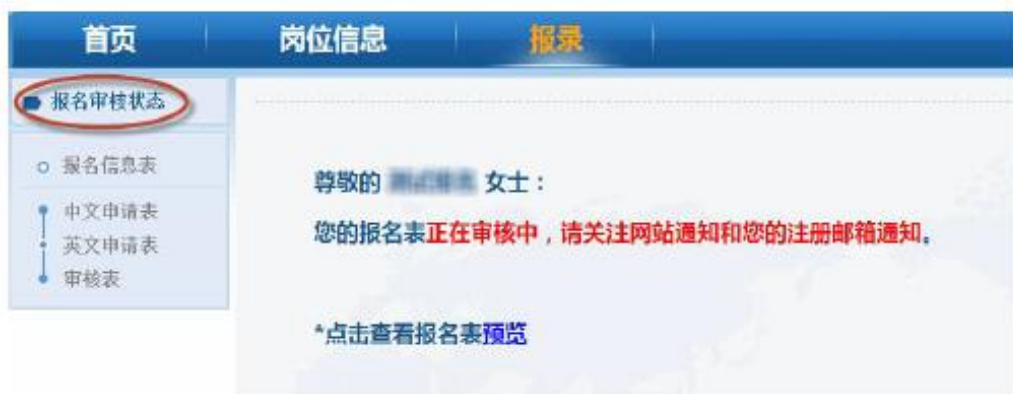 首页 岗位信息 报录
报名审核状态
报名信息表
中文申请表
英文申请表
审核表
尊敬的 女士：
您的报名表正在审核中，请关注网站通知和您的注册邮箱通知。
*点击查看报名表预览